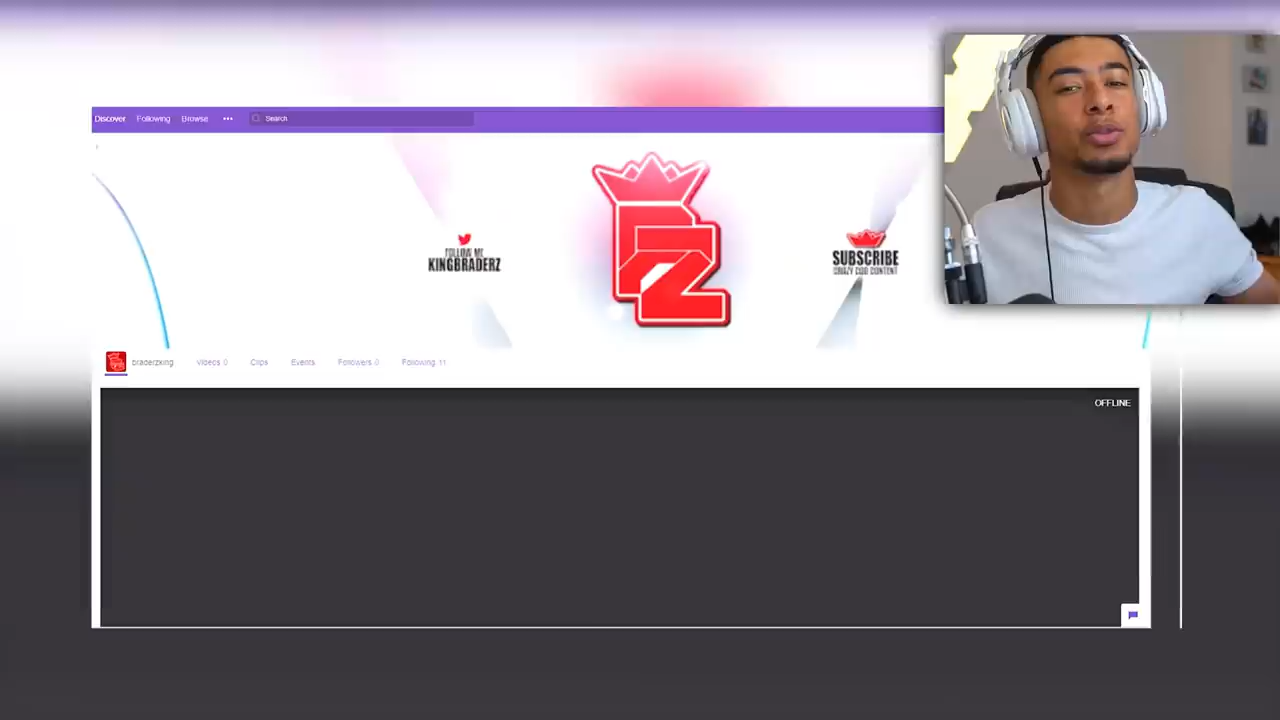 Discover Following Browse ••• Search
FOLLOW ME
KINGBRADERZ
SUBSCRIBE
CRAZY COD CONTENT
braderzking Videos 0 Clips Events Followers 0 Following 11
OFFLINE